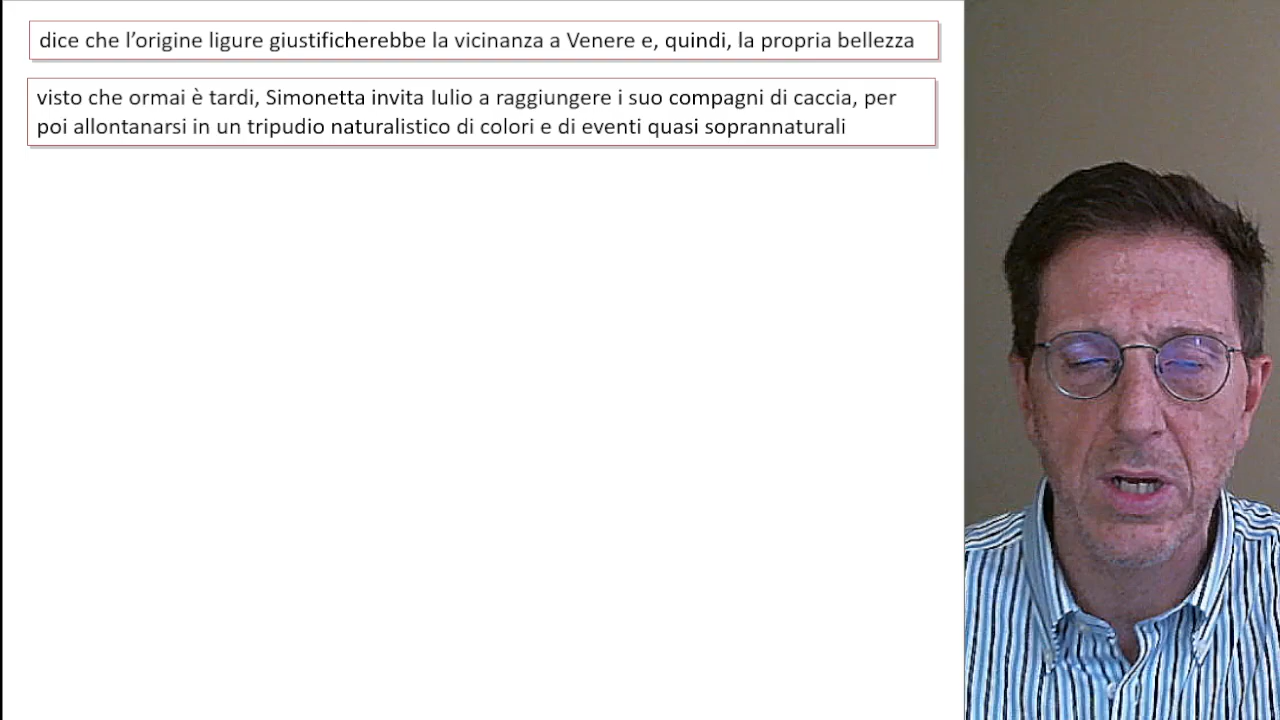 dice che l’origine ligure giustificherebbe la vicinanza a Venere e, quindi, la propria bellezza
visto che ormai è tardi, Simonetta invita Iulio a raggiungere i suo compagni di caccia, per
poi allontanarsi in un tripudio naturalistico di colori e di eventi quasi soprannaturali